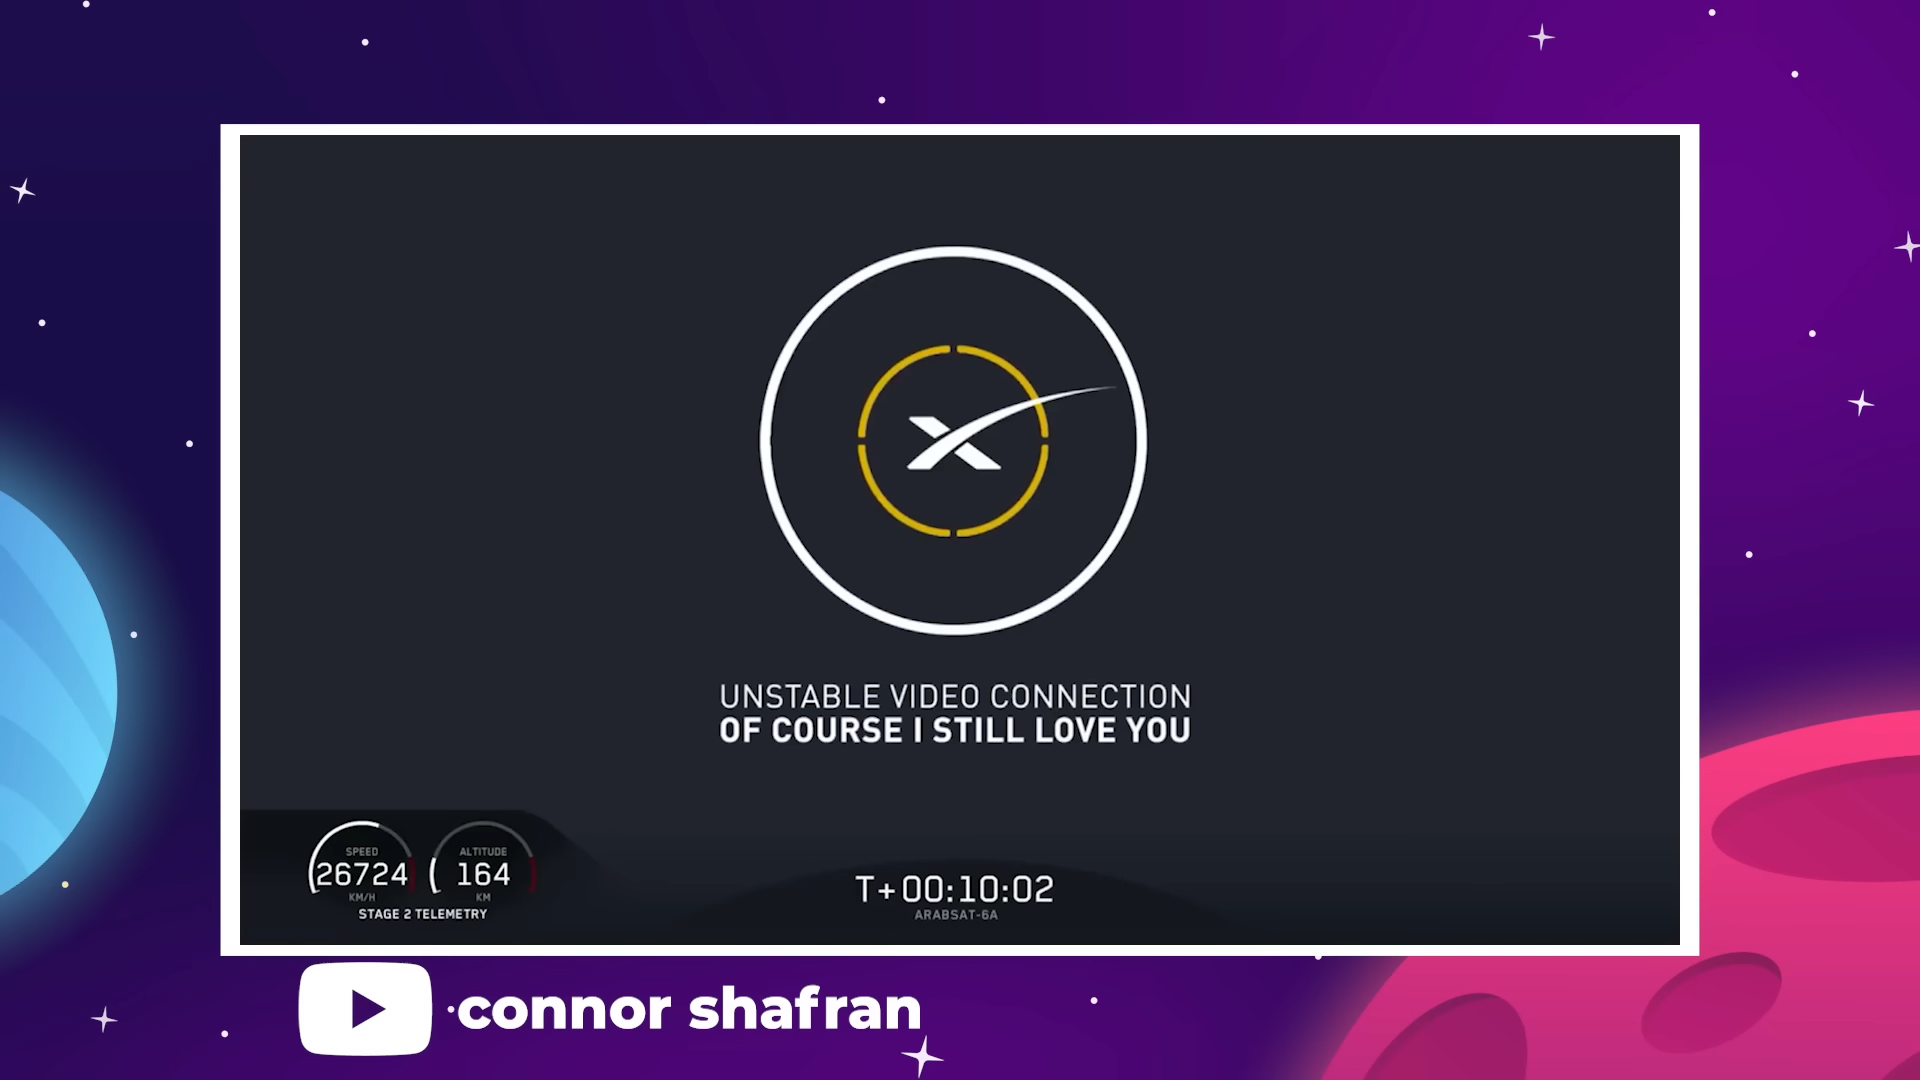 UNSTABLE VIDEO CONNECTION
OF COURSE I STILL LOVE YOU
SPEED
26724
KM/H
ALTITUDE
164
KM
STAGE 2 TELEMETRY
T+00:10:02
ARABSAT-6A
connor shafran